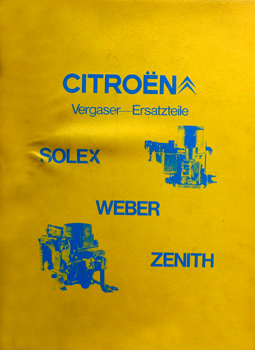 CITROËN
Vergaser—Ersatzteile
SOLEX
WEBER
ZENITH